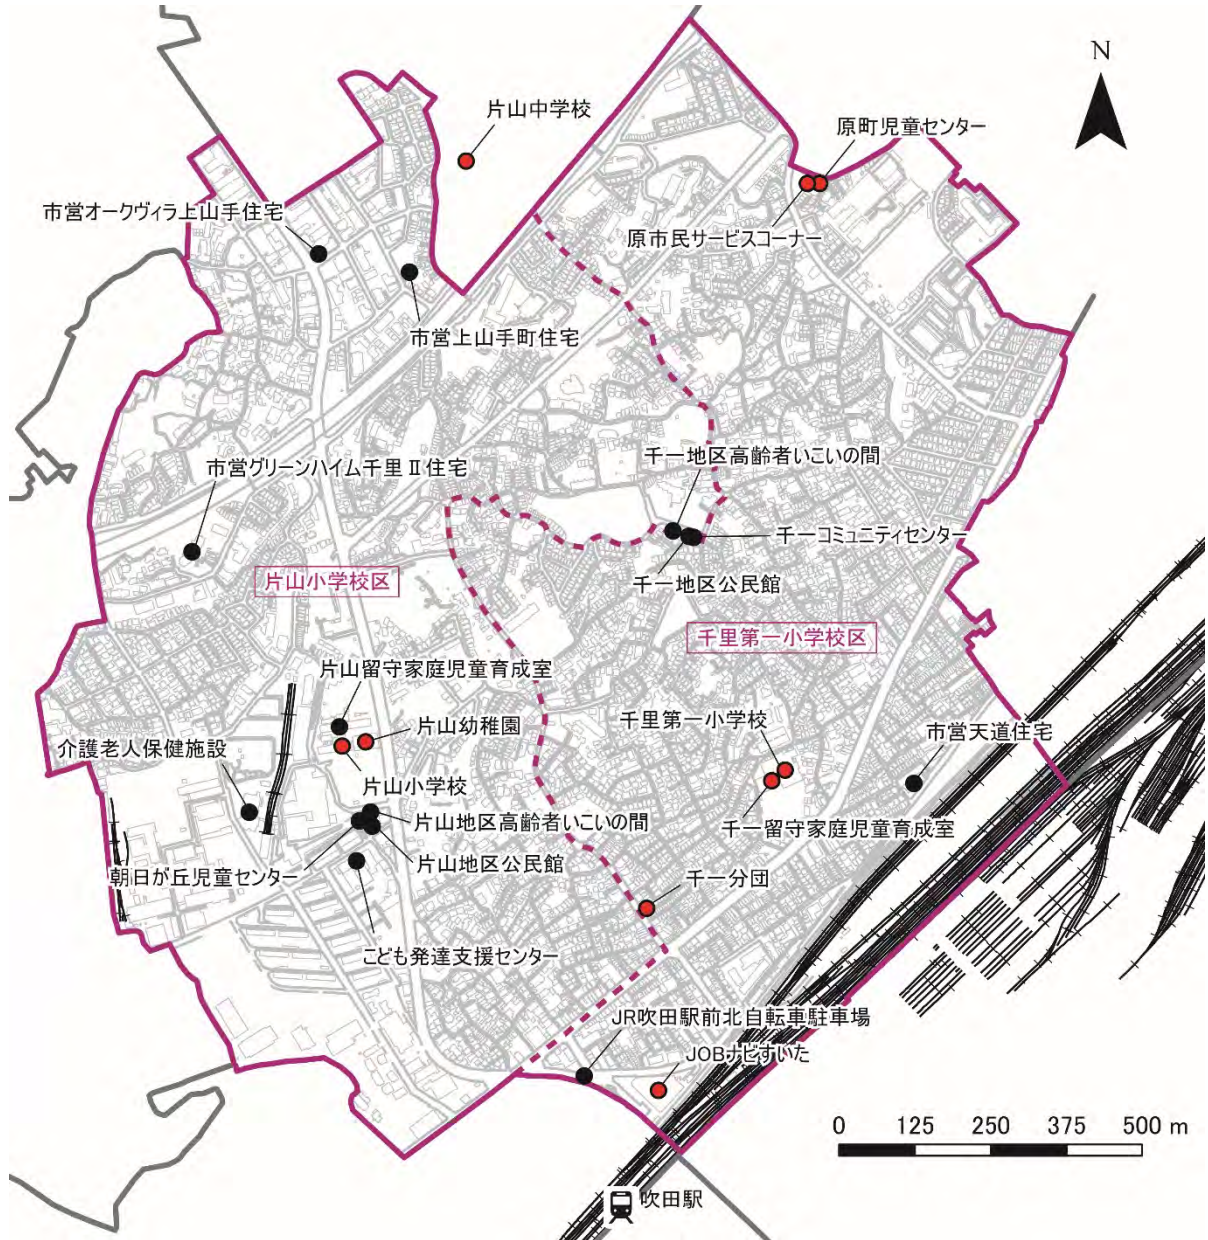 N
片山中学校
原町児童センター
市営オークヴィラ上山手住宅
原市民サービスコーナー
市営上山手町住宅
千一地区高齢者いこいの間
市営グリーンハイム千里Ⅱ住宅
千一コミュニティセンター
千一地区公民館
片山小学校区
千里第一小学校区
片山留守家庭児童育成室
千里第一小学校
市営天道住宅
片山幼稚園
介護老人保健施設
片山小学校
片山地区高齢者いこいの間
千一留守家庭児童育成室
片山地区公民館
朝日が丘児童センター
千一分団
こども発達支援センター
JR吹田駅前北自転車駐車場
JOBナビすいた
0 125 250 375 500 m
吹田駅